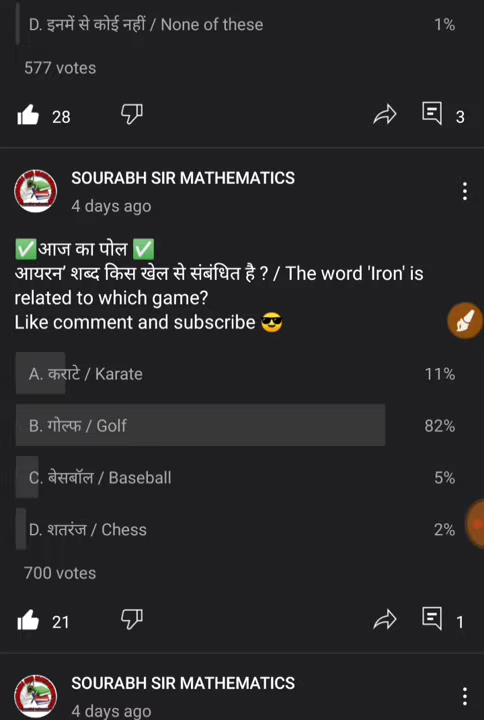 D. इनमें से कोई नहीं / None of these
1%
577 votes
28
3
SOURABH SIR MATHEMATICS
4 days ago
✅आज का पोल ✅
आयरन’ शब्द किस खेल से संबंधित है ? / The word 'Iron' is
related to which game?
Like comment and subscribe 😎
A. कराटे / Karate
11%
B. गोल्फ / Golf
82%
C. बेसबॉल / Baseball
5%
D. शतरंज / Chess
2%
700 votes
21
1
SOURABH SIR MATHEMATICS
4 days ago